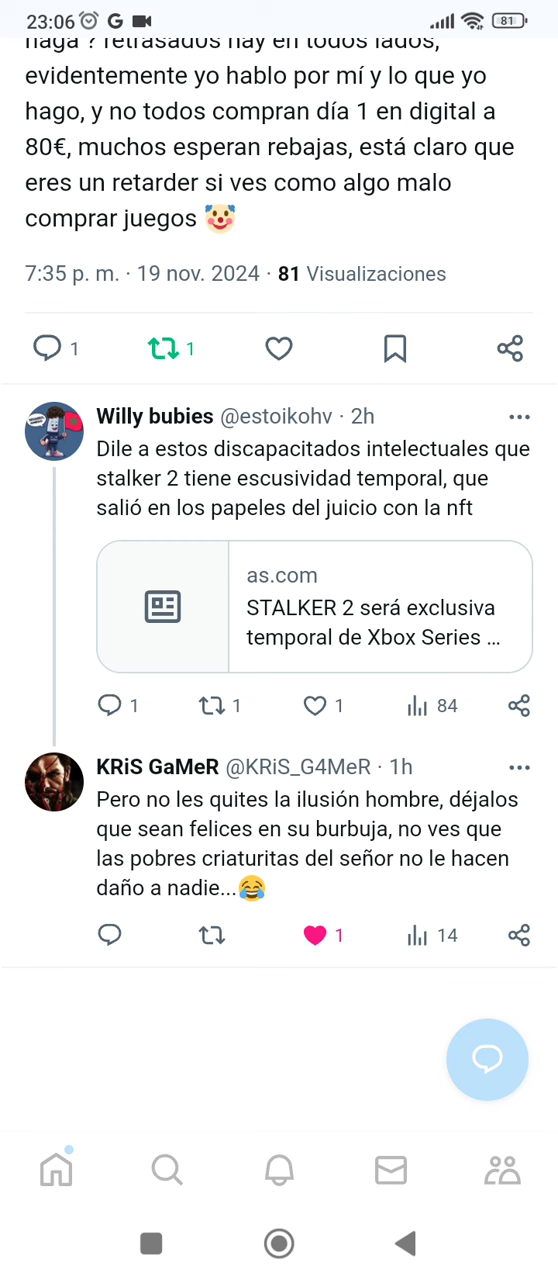 23:06 G 81
haga ? retrasados hay en todos lados,
evidentemente yo hablo por mí y lo que yo
hago, y no todos compran día 1 en digital a
80€, muchos esperan rebajas, está claro que
eres un retarder si ves como algo malo
comprar juegos 🤡
7:35 p. m. · 19 nov. 2024 · 81 Visualizaciones
1 1
Willy bubies @estoikohv · 2h
Dile a estos discapacitados intelectuales que
stalker 2 tiene escusividad temporal, que
salió en los papeles del juicio con la nft
as.com
STALKER 2 será exclusiva
temporal de Xbox Series ...
1 1 1 84
KRiS GaMeR @KRiS_G4MeR · 1h
Pero no les quites la ilusión hombre, déjalos
que sean felices en su burbuja, no ves que
las pobres criaturitas del señor no le hacen
daño a nadie...😂
1 14